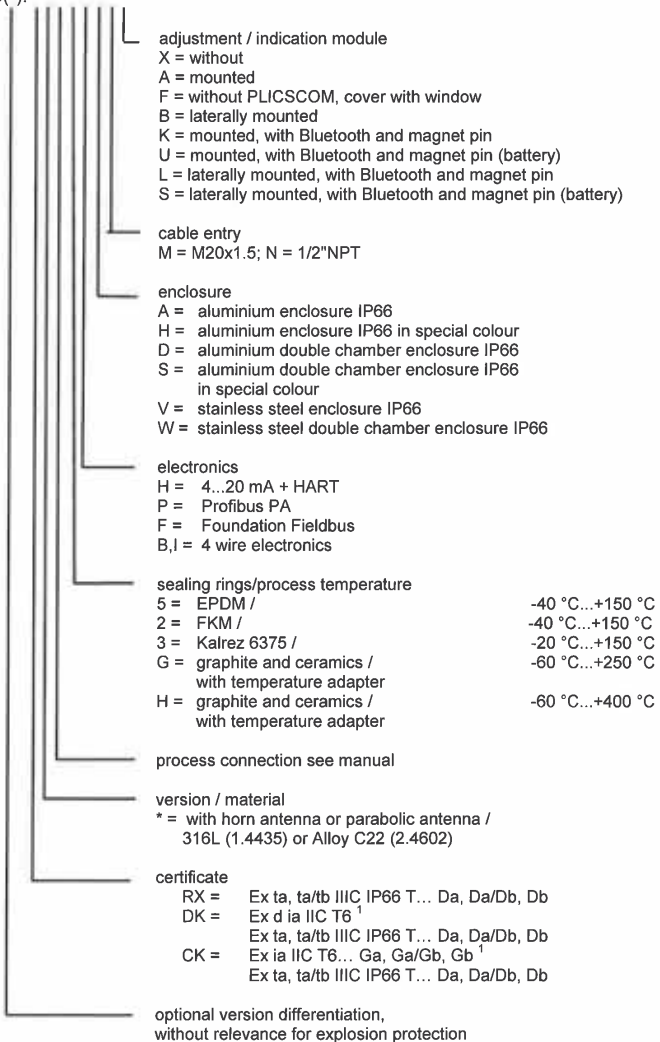 adjustment / indication module
X = without
A = mounted
F = without PLICSCOM, cover with window
B = laterally mounted
K = mounted, with Bluetooth and magnet pin
U = mounted, with Bluetooth and magnet pin (battery)
L = laterally mounted, with Bluetooth and magnet pin
S = laterally mounted, with Bluetooth and magnet pin (battery)
cable entry
M = M20x1.5; N = 1/2"NPT
enclosure
A = aluminium enclosure IP66
H = aluminium enclosure IP66 in special colour
D = aluminium double chamber enclosure IP66
S = aluminium double chamber enclosure IP66
in special colour
V = stainless steel enclosure IP66
W = stainless steel double chamber enclosure IP66
electronics
H = 4...20 mA + HART
P = Profibus PA
F = Foundation Fieldbus
B,I = 4 wire electronics
sealing rings/process temperature
5 = EPDM / -40 °C...+150 °C
2 = FKM / -40 °C...+150 °C
3 = Kalrez 6375 / -20 °C...+150 °C
G = graphite and ceramics / -60 °C...+250 °C
with temperature adapter
H = graphite and ceramics / -60 °C...+400 °C
with temperature adapter
process connection see manual
version / material
* = with horn antenna or parabolic antenna /
316L (1.4435) or Alloy C22 (2.4602)
certificate
RX = Ex ta, ta/tb IIIC IP66 T... Da, Da/Db, Db
DK = Ex d ia IIC T6 ¹
Ex ta, ta/tb IIIC IP66 T... Da, Da/Db, Db
CK = Ex ia IIC T6... Ga, Ga/Gb, Gb ¹
Ex ta, ta/tb IIIC IP66 T... Da, Da/Db, Db
optional version differentiation,
without relevance for explosion protection